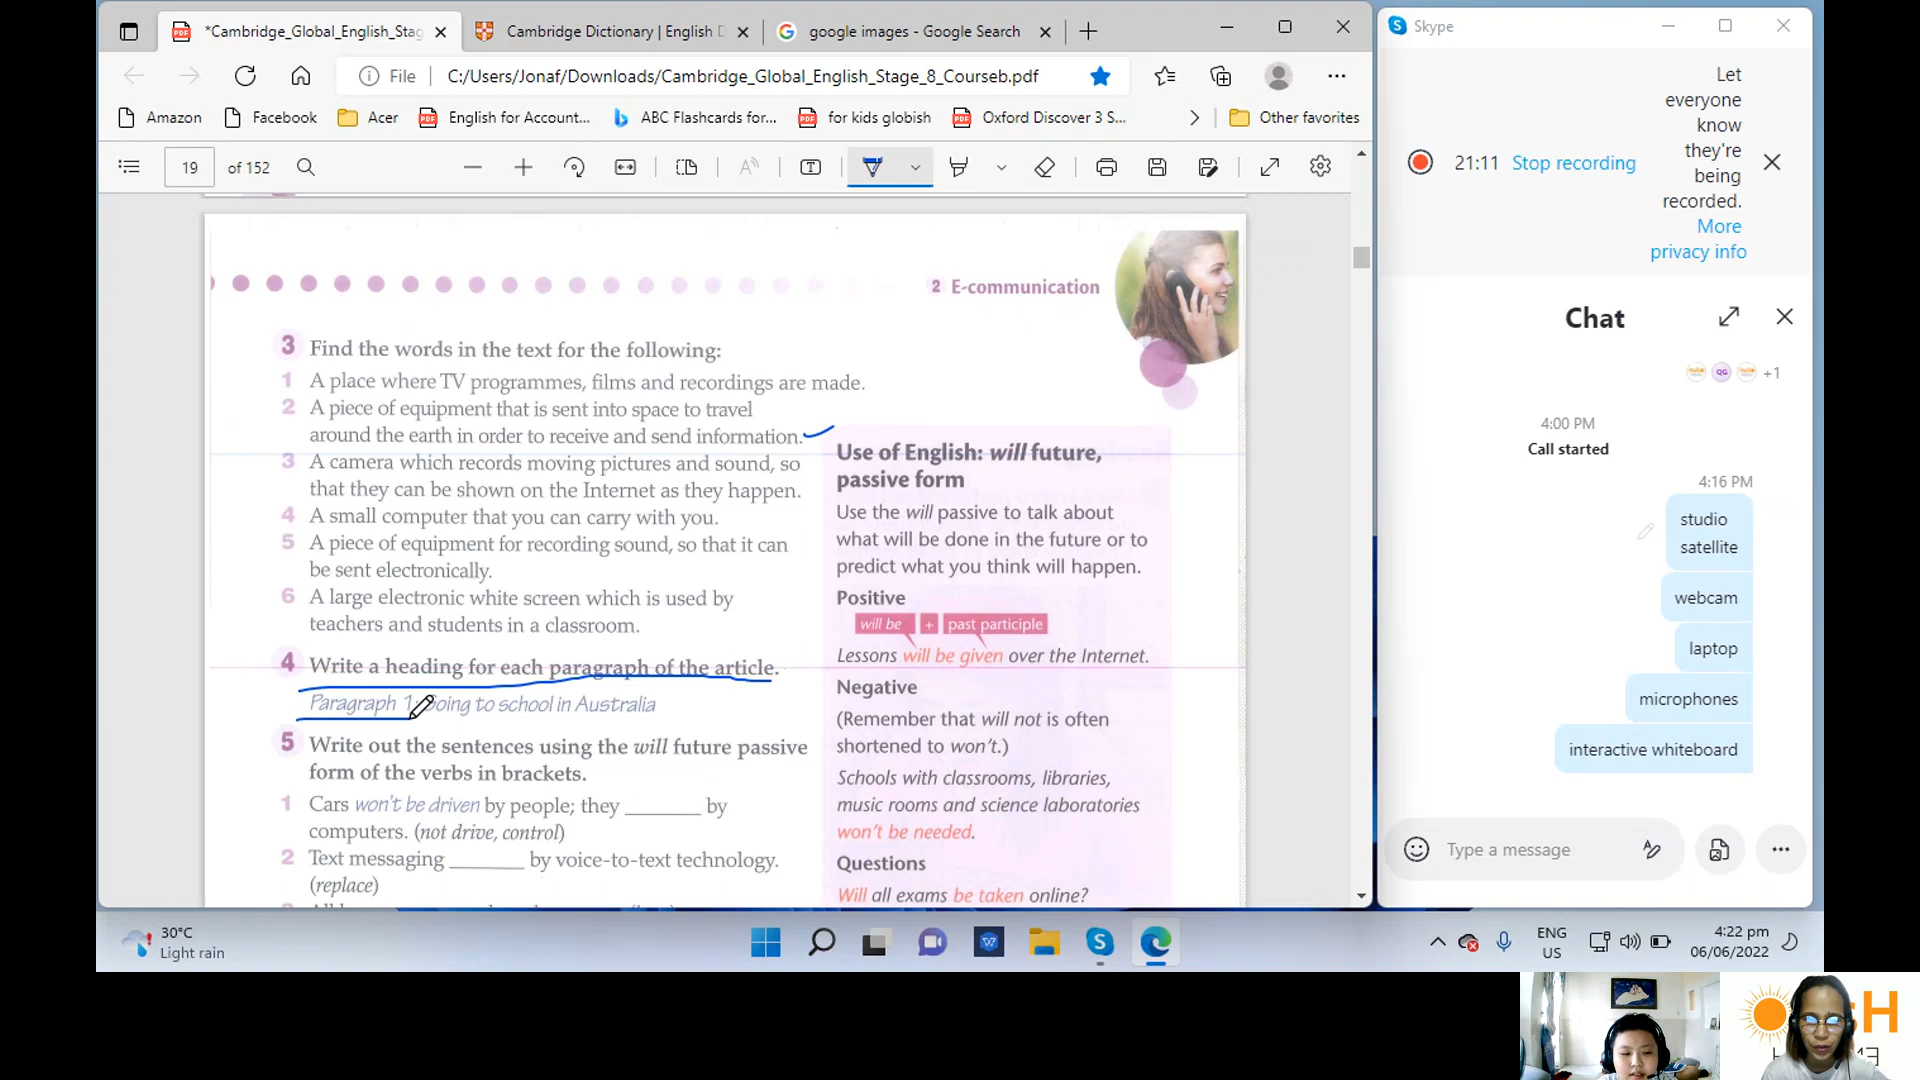 *Cambridge_Global_English_Stag
Cambridge Dictionary | English D
google images - Google Search
File
C:/Users/Jonaf/Downloads/Cambridge_Global_English_Stage_8_Courseb.pdf
Amazon
Facebook
Acer
English for Account...
ABC Flashcards for...
for kids globish
Oxford Discover 3 S...
Other favorites
19 of 152
2 E-communication
3 Find the words in the text for the following:
1 A place where TV programmes, films and recordings are made.
2 A piece of equipment that is sent into space to travel
around the earth in order to receive and send information.
3 A camera which records moving pictures and sound, so
that they can be shown on the Internet as they happen.
4 A small computer that you can carry with you.
5 A piece of equipment for recording sound, so that it can
be sent electronically.
6 A large electronic white screen which is used by
teachers and students in a classroom.
4 Write a heading for each paragraph of the article.
Paragraph 1: Going to school in Australia
5 Write out the sentences using the will future passive
form of the verbs in brackets.
1 Cars won't be driven by people; they ________ by
computers. (not drive, control)
2 Text messaging ________ by voice-to-text technology.
(replace)
Use of English: will future,
passive form
Use the will passive to talk about
what will be done in the future or to
predict what you think will happen.
Positive
will be + past participle
Lessons will be given over the Internet.
Negative
(Remember that will not is often
shortened to won't.)
Schools with classrooms, libraries,
music rooms and science laboratories
won't be needed.
Questions
Will all exams be taken online?
Skype
21:11 Stop recording
Let
everyone
know
they're
being
recorded.
More
privacy info
Chat
QG
+1
4:00 PM
Call started
4:16 PM
studio
satellite
webcam
laptop
microphones
interactive whiteboard
Type a message
30°C
Light rain
ENG
US
4:22 pm
06/06/2022